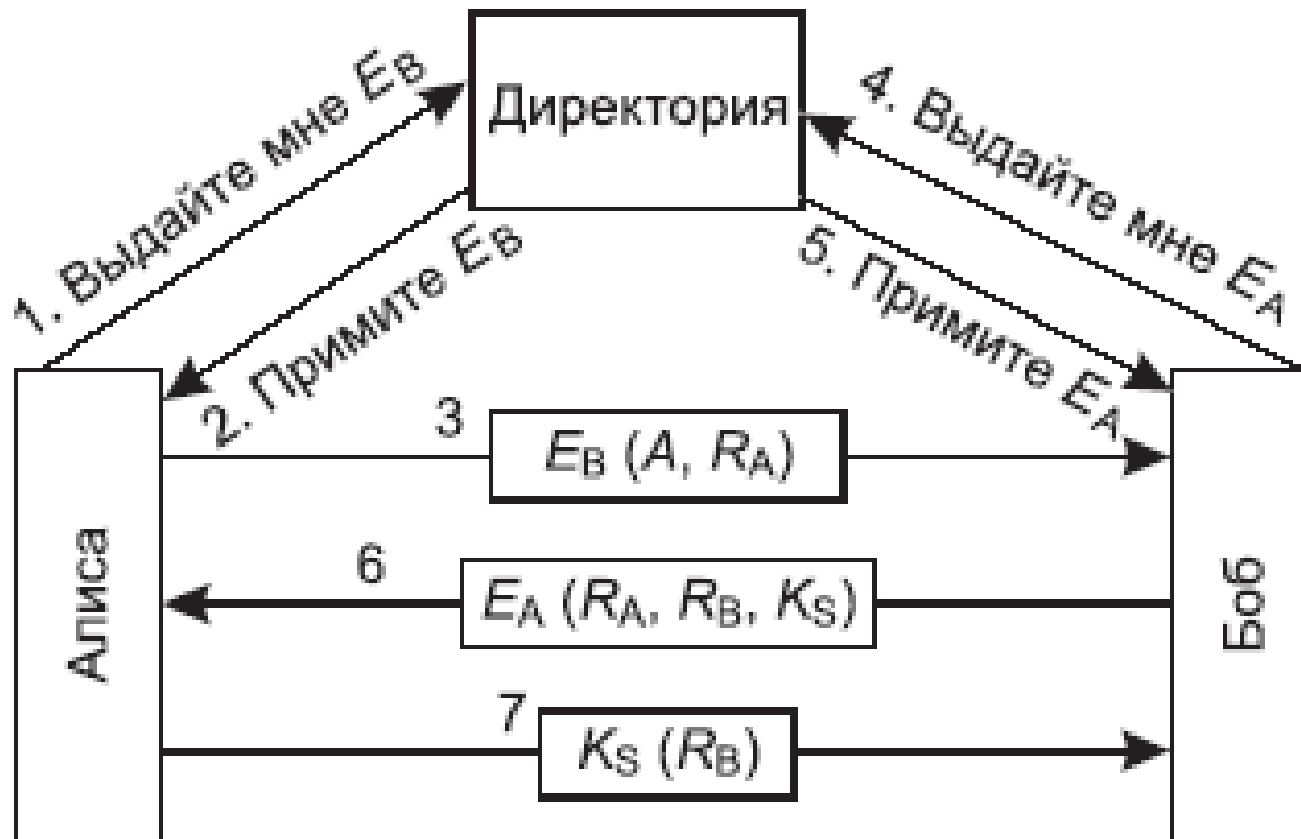 Директория
1. Выдайте мне EB
2. Примите EB
4. Выдайте мне EA
5. Примите EA
3
EB (A, RA)
6
EA (RA, RB, KS)
7
KS (RB)
Алиса
Боб